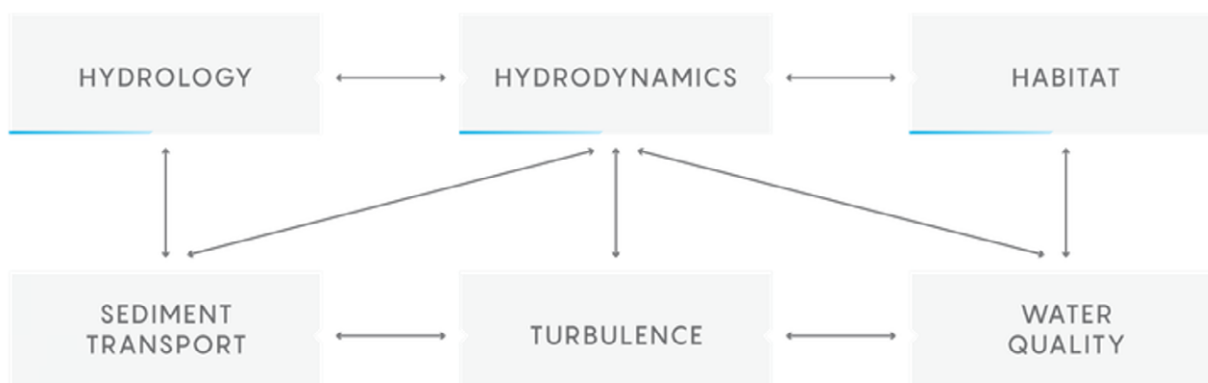 HYDROLOGY
HYDRODYNAMICS
HABITAT
SEDIMENT
TRANSPORT
TURBULENCE
WATER
QUALITY